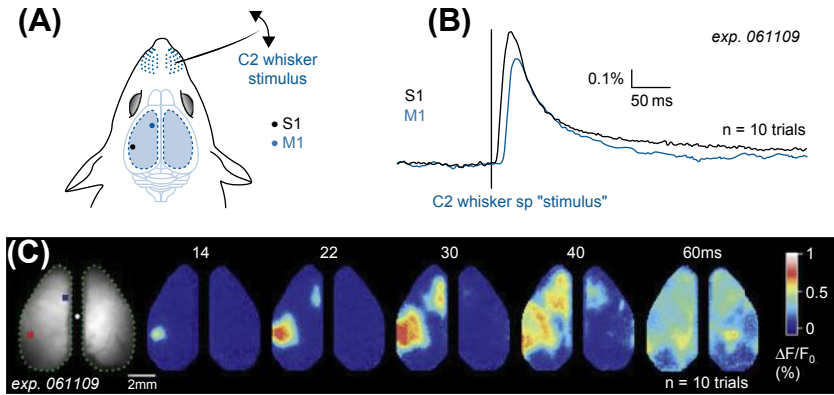 (A)
C2 whisker
stimulus
S1
M1
(B)
exp. 061109
0.1%
50 ms
S1
M1
n = 10 trials
C2 whisker sp "stimulus"
(C)
14 22 30 40 60ms
1
0.5
0
ΔF/F0
(%)
exp. 061109
2mm
n = 10 trials